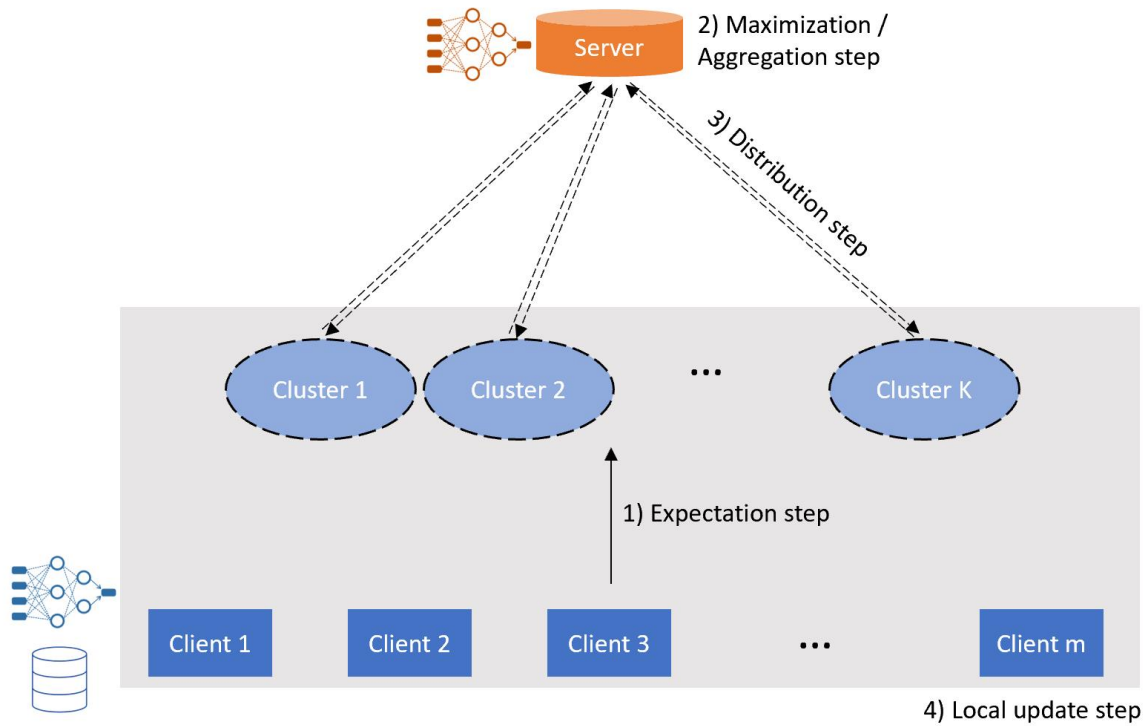 Server
2) Maximization /
Aggregation step
3) Distribution step
Cluster 1
Cluster 2
...
Cluster K
1) Expectation step
Client 1
Client 2
Client 3
...
Client m
4) Local update step